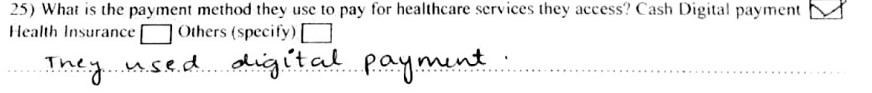 25) What is the payment method they use to pay for healthcare services they access? Cash Digital payment ☑
Health Insurance ☐ Others (specify) ☐
They used digital payment.